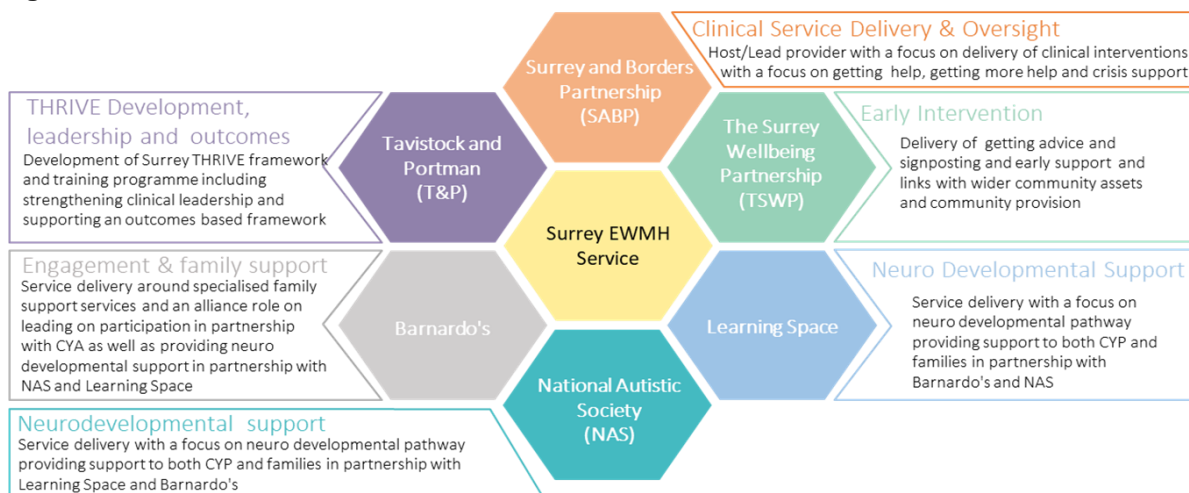 Clinical Service Delivery & Oversight
Host/Lead provider with a focus on delivery of clinical interventions
with a focus on getting help, getting more help and crisis support
Surrey and Borders
Partnership
(SABP)
THRIVE Development,
leadership and outcomes
Development of Surrey THRIVE framework
and training programme including
strengthening clinical leadership and
supporting an outcomes based framework
Tavistock and
Portman
(T&P)
The Surrey
Wellbeing
Partnership
(TSWP)
Early Intervention
Delivery of getting advice and
signposting and early support and
links with wider community assets
and community provision
Surrey EWMH
Service
Engagement & family support
Service delivery around specialised family
support services and an alliance role on
leading on participation in partnership
with CYA as well as providing neuro
developmental support in partnership with
NAS and Learning Space
Barnardo's
Learning Space
Neuro Developmental Support
Service delivery with a focus on
neuro developmental pathway
providing support to both CYP and
families in partnership with
Barnardo's and NAS
National Autistic
Society
(NAS)
Neurodevelopmental support
Service delivery with a focus on neuro developmental pathway
providing support to both CYP and families in partnership with
Learning Space and Barnardo's